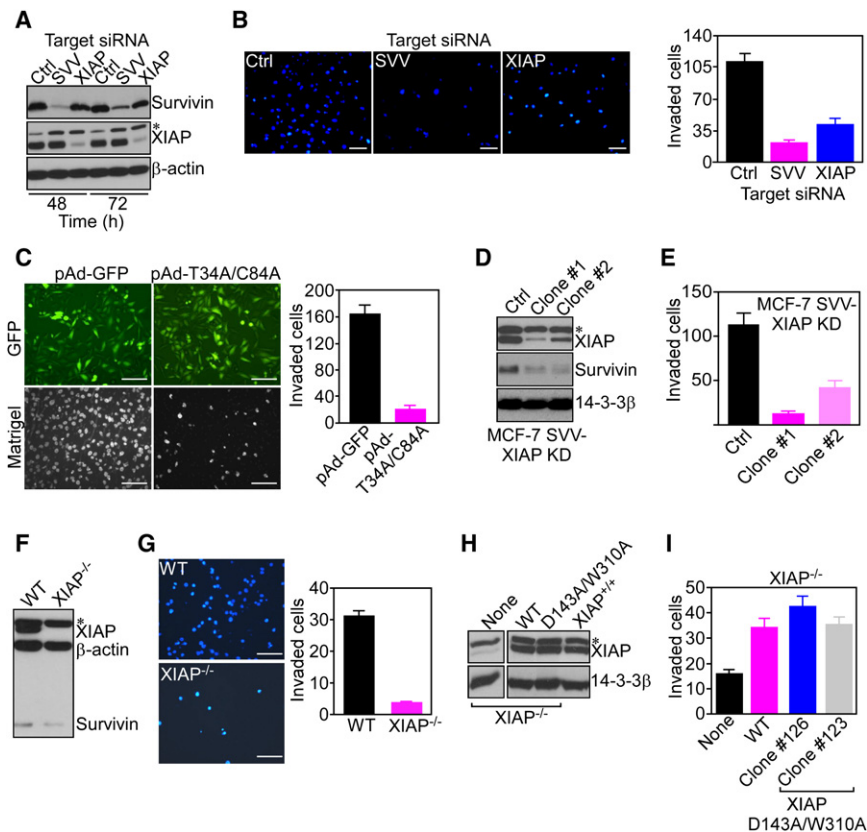 A
Target siRNA
Ctrl SVV XIAP Ctrl SVV XIAP
Survivin
*
XIAP
β-actin
48 72
Time (h)
B
Target siRNA
Ctrl SVV XIAP
Invaded cells
140
105
70
35
0
Ctrl SVV XIAP
Target siRNA
C
pAd-GFP pAd-T34A/C84A
GFP
Matrigel
Invaded cells
200
160
120
80
40
0
pAd-GFP
pAd-
T34A/C84A
D
Ctrl
Clone #1
Clone #2
*
XIAP
Survivin
14-3-3β
MCF-7 SVV-
XIAP KD
E
MCF-7 SVV-
XIAP KD
Invaded cells
150
100
50
0
Ctrl
Clone #1
Clone #2
F
WT XIAP-/-
*
XIAP
β-actin
Survivin
G
WT
XIAP-/-
Invaded cells
40
30
20
10
0
WT XIAP-/-
H
None
WT
D143A/W310A
XIAP+/+
*
XIAP
14-3-3β
XIAP-/-
I
XIAP-/-
Invaded cells
50
40
30
20
10
0
None
WT
Clone #126
Clone #123
XIAP
D143A/W310A